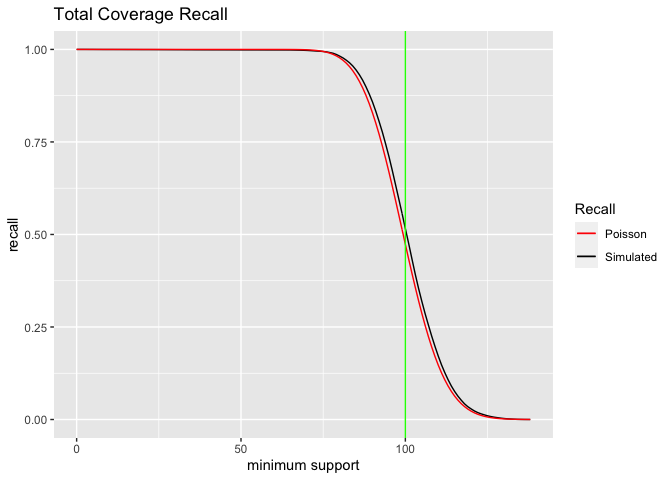 Total Coverage Recall
1.00
0.75
0.50
0.25
0.00
recall
0
50
100
minimum support
Recall
Poisson
Simulated